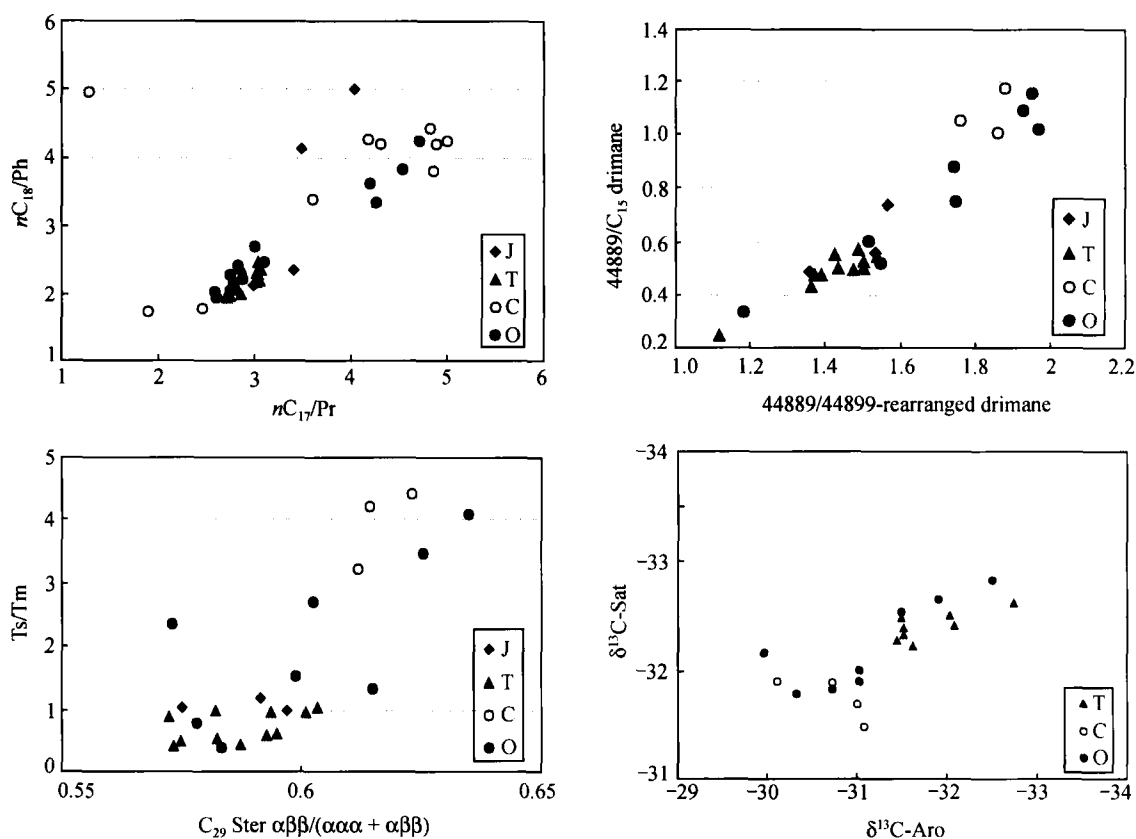 6
5
4
3
2
1
nC₁₈/Ph
J
T
C
O
1 2 3 4 5 6
nC₁₇/Pr
1.4
1.2
1.0
0.8
0.6
0.4
0.2
44889/C₁₅ drimane
J
T
C
O
1.0 1.2 1.4 1.6 1.8 2 2.2
44889/44899-rearranged drimane
5
4
3
2
1
0
Ts/Tm
J
T
C
O
0.55 0.6 0.65
C₂₉ Ster αββ/(ααα + αββ)
−34
−33
−32
−31
δ¹³C-Sat
T
C
O
−29 −30 −31 −32 −33 −34
δ¹³C-Aro